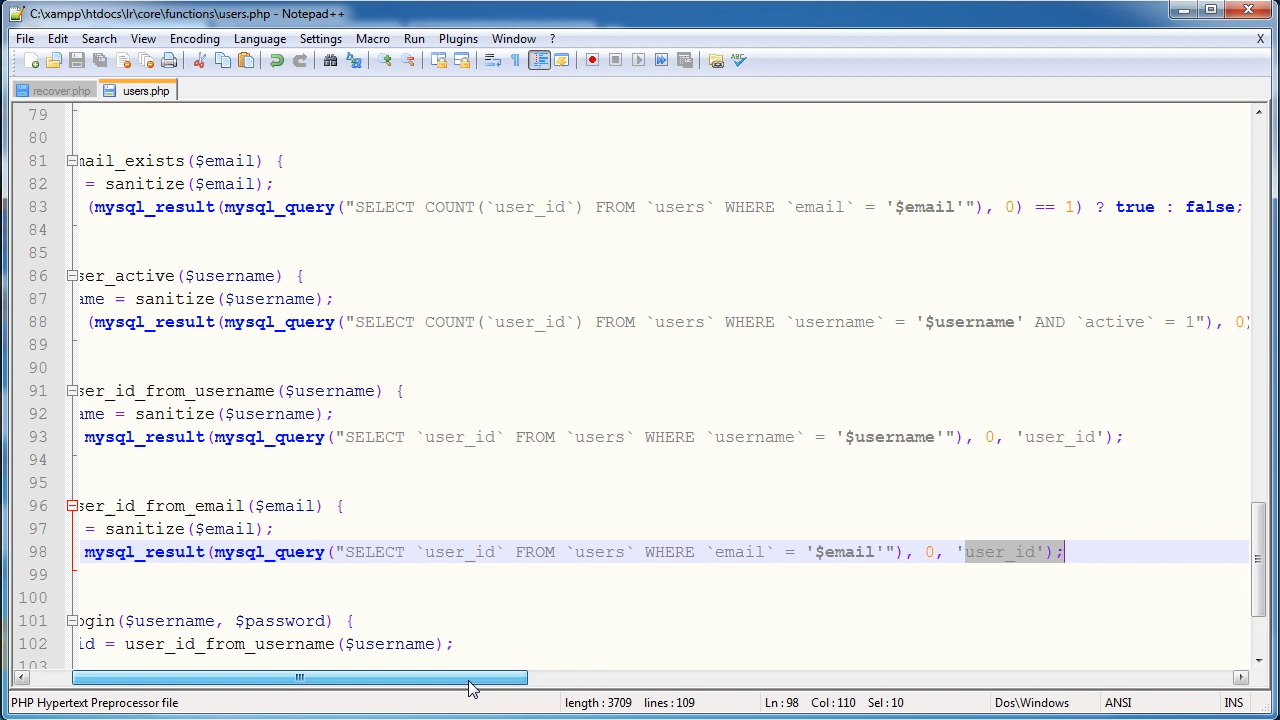 C:\xampp\htdocs\lr\core\functions\users.php - Notepad++
File Edit Search View Encoding Language Settings Macro Run Plugins Window ? X
recover.php users.php
79
80
81 mail_exists($email) {
82 = sanitize($email);
83 (mysql_result(mysql_query("SELECT COUNT(`user_id`) FROM `users` WHERE `email` = '$email'"), 0) == 1) ? true : false;
84
85
86 ser_active($username) {
87 ame = sanitize($username);
88 (mysql_result(mysql_query("SELECT COUNT(`user_id`) FROM `users` WHERE `username` = '$username' AND `active` = 1"), 0)
89
90
91 ser_id_from_username($username) {
92 ame = sanitize($username);
93 mysql_result(mysql_query("SELECT `user_id` FROM `users` WHERE `username` = '$username'"), 0, 'user_id');
94
95
96 ser_id_from_email($email) {
97 = sanitize($email);
98 mysql_result(mysql_query("SELECT `user_id` FROM `users` WHERE `email` = '$email'"), 0, 'user_id');
99
100
101 ogin($username, $password) {
102 id = user_id_from_username($username);
103
PHP Hypertext Preprocessor file length : 3709 lines : 109 Ln : 98 Col : 110 Sel : 10 Dos\Windows ANSI INS